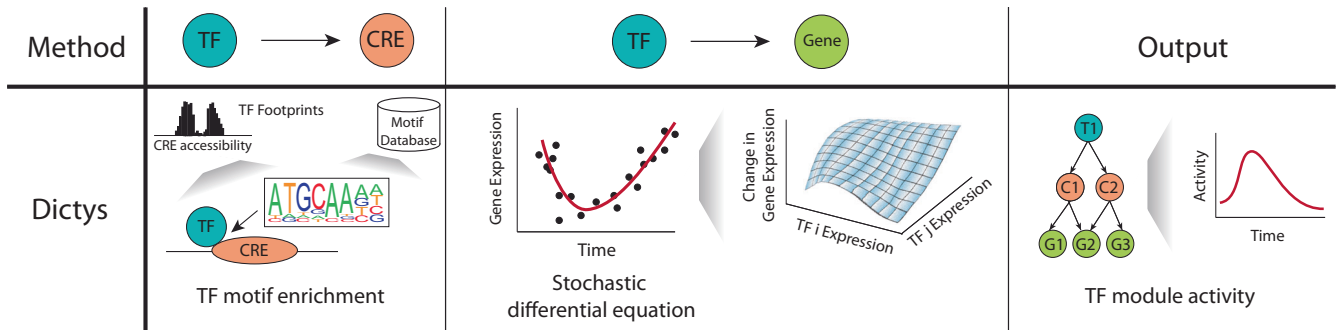 Method
TF
CRE
TF
Gene
Output
Dictys
TF Footprints
CRE accessibility
Motif
Database
ATGCAA
TF
CRE
TF motif enrichment
Gene Expression
Time
Stochastic
differential equation
Change in
Gene Expression
TF i Expression
TF j Expression
T1
C1
C2
G1
G2
G3
TF module activity
Activity
Time